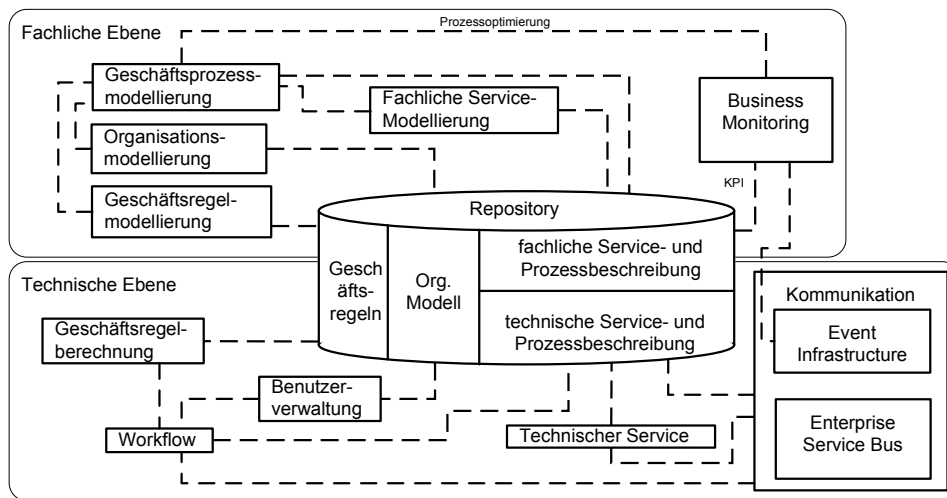 Prozessoptimierung
Fachliche Ebene
Geschäftsprozess-
modellierung
Fachliche Service-
Modellierung
Business
Monitoring
Organisations-
modellierung
KPI
Geschäftsregel-
modellierung
Repository
Gesch
äfts-
regeln
Org.
Modell
fachliche Service- und
Prozessbeschreibung
technische Service- und
Prozessbeschreibung
Technische Ebene
Kommunikation
Geschäftsregel-
berechnung
Event
Infrastructure
Benutzer-
verwaltung
Workflow
Technischer Service
Enterprise
Service Bus